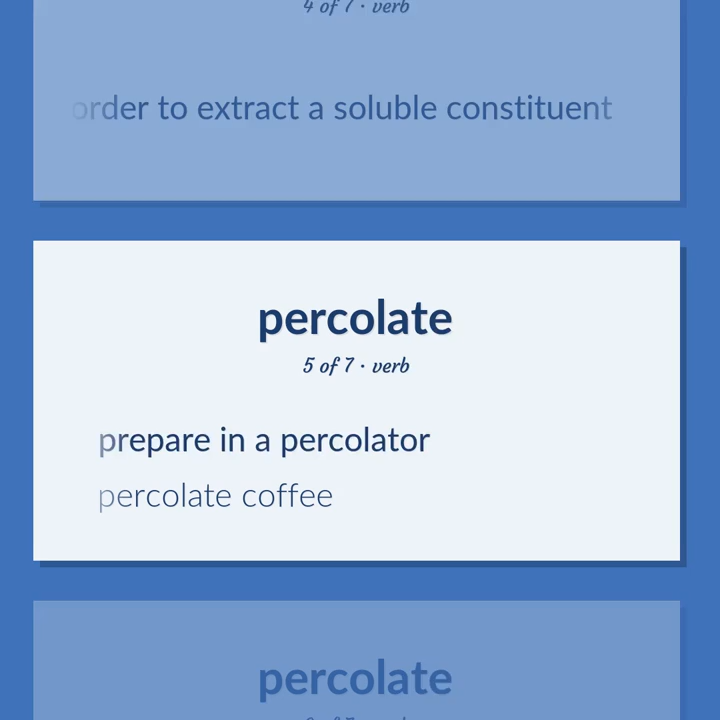 4 of 7 · verb
order to extract a soluble constituent
percolate
5 of 7 · verb
prepare in a percolator
percolate coffee
percolate